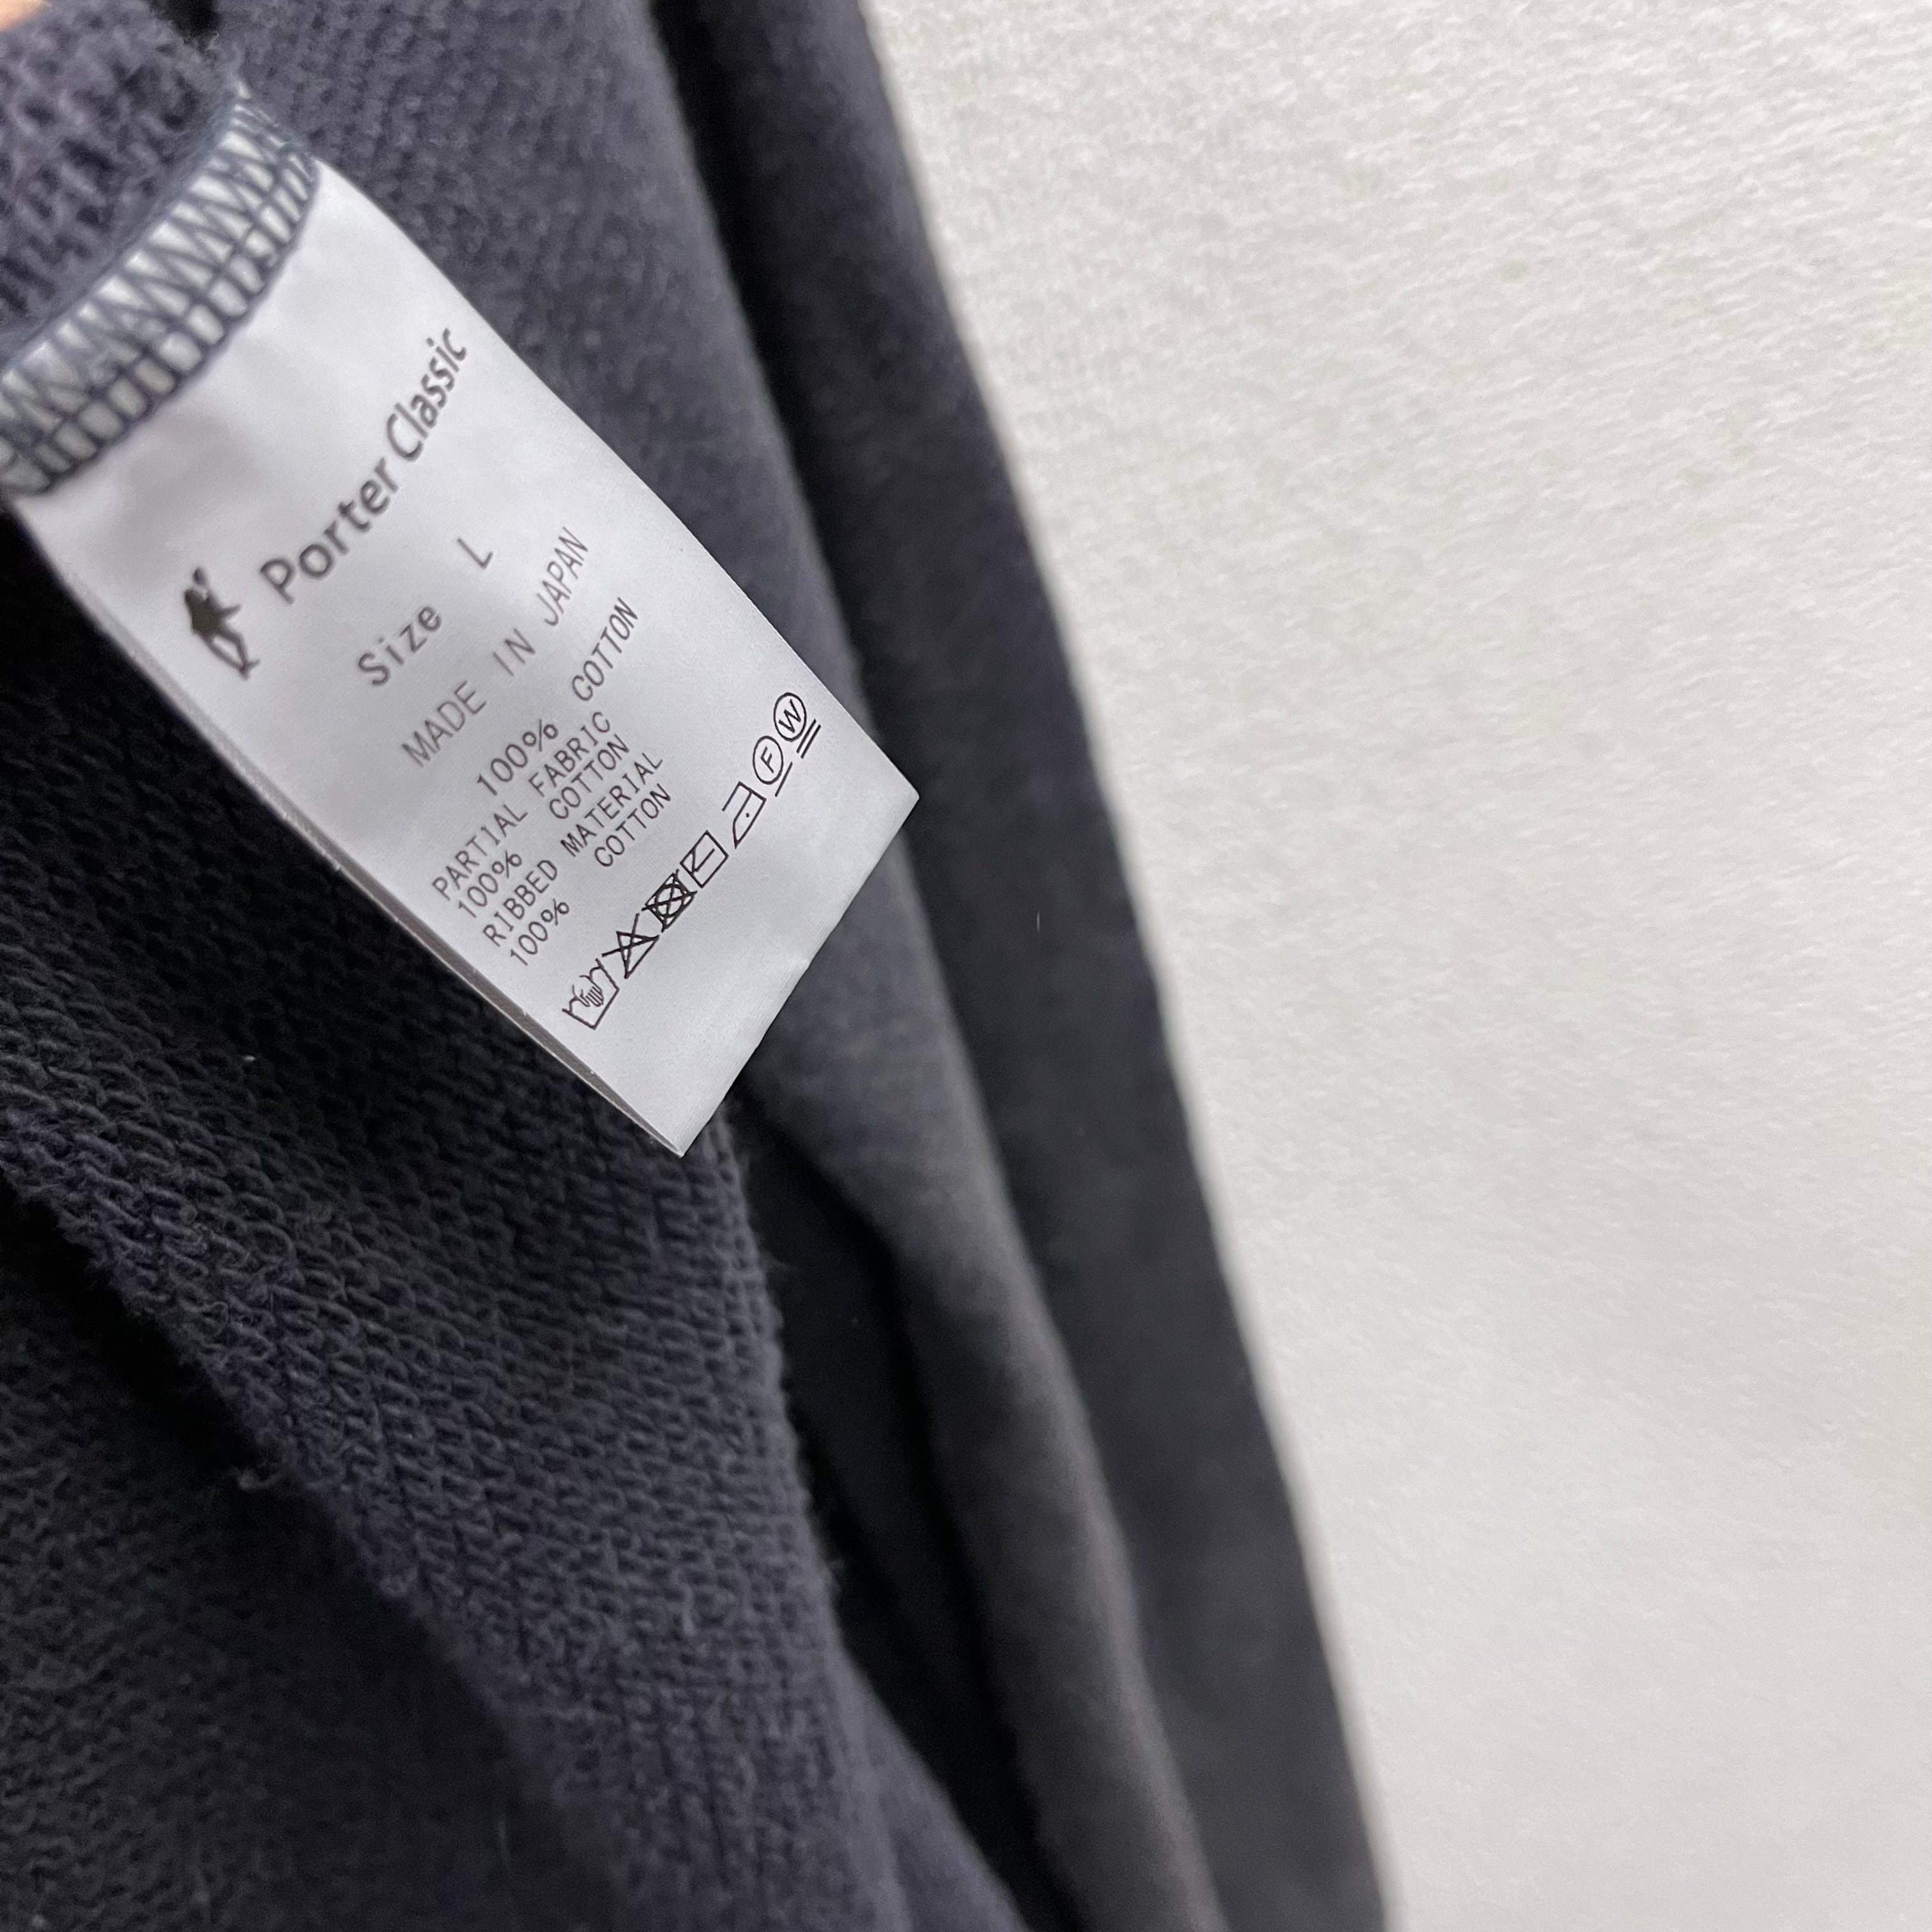 Porter Classic
Size L
MADE IN JAPAN
100% COTTON
PARTIAL FABRIC
100% COTTON
RIBBED MATERIAL
100% COTTON
F W